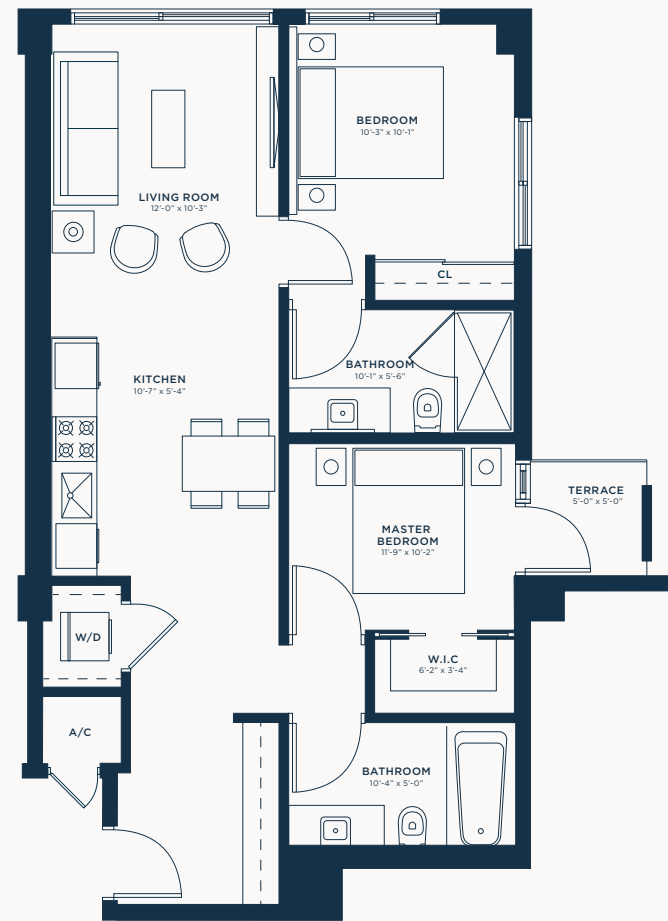 BEDROOM
10'-3" x 10'-1"
LIVING ROOM
12'-0" x 10'-3"
CL
BATHROOM
10'-1" x 5'-6"
KITCHEN
10'-7" x 5'-4"
TERRACE
5'-0" x 5'-0"
MASTER
BEDROOM
11'-9" x 10'-2"
W/D
W.I.C
6'-2" x 3'-4"
A/C
BATHROOM
10'-4" x 5'-0"